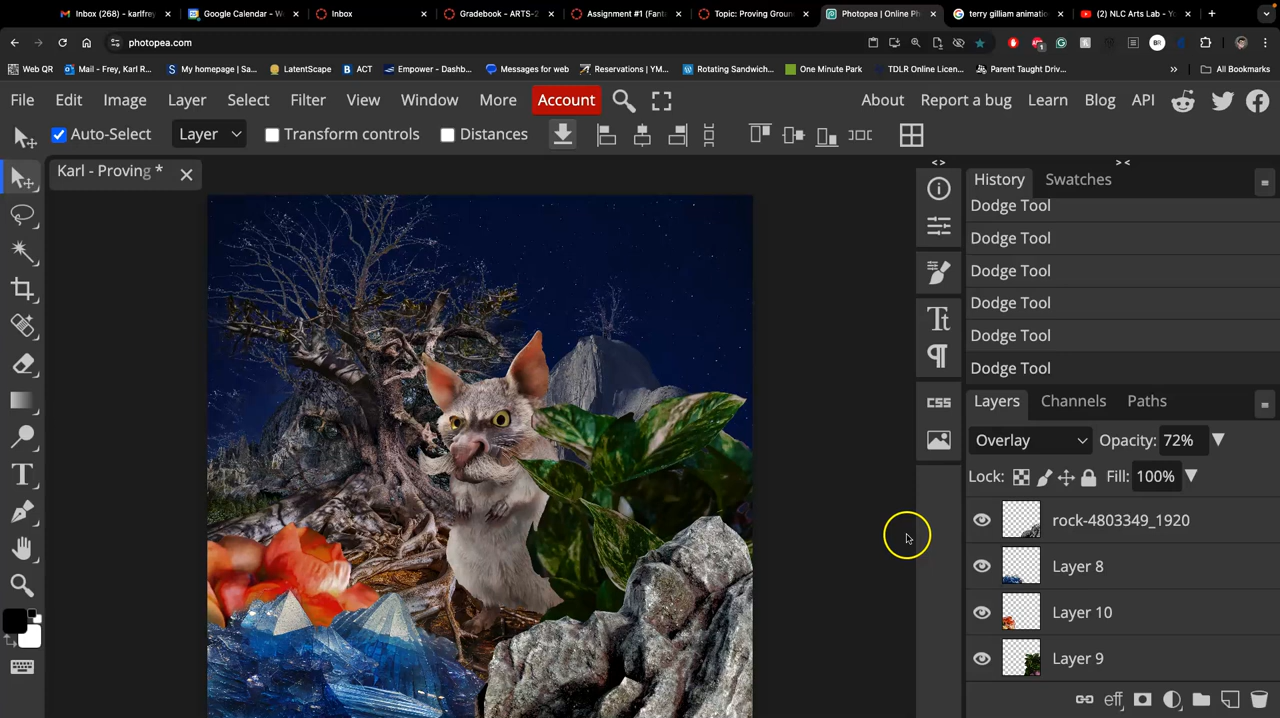 Inbox (268) - karlfrey
Google Calendar - W
Inbox
Gradebook - ARTS-2
Assignment #1 (Fant
Topic: Proving Groun
Photopea | Online Ph
terry gilliam animatio
(2) NLC Arts Lab - Y
photopea.com
Web QR
Mail - Frey, Karl R...
My homepage | Sa...
LatentScape
ACT
Empower - Dashb...
Messages for web
Reservations | YM...
Rotating Sandwich...
One Minute Park
TDLR Online Licen...
Parent Taught Driv...
»
All Bookmarks
File Edit Image Layer Select Filter View Window More Account
About Report a bug Learn Blog API
Auto-Select Layer Transform controls Distances
Karl - Proving *
< >
> <
History Swatches
Dodge Tool
Dodge Tool
Dodge Tool
Dodge Tool
Dodge Tool
Dodge Tool
Layers Channels Paths
CSS
Overlay Opacity: 72%
Lock: Fill: 100%
rock-4803349_1920
Layer 8
Layer 10
Layer 9
eff